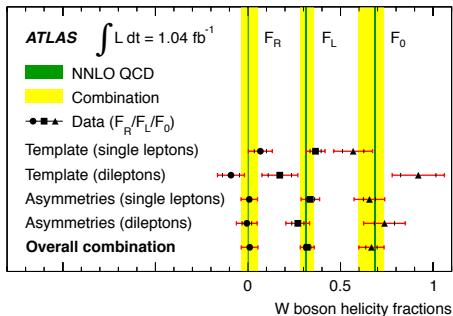 ATLAS ∫ L dt = 1.04 fb⁻¹ F_R F_L F_0
NNLO QCD
Combination
Data (F_R/F_L/F_0)
Template (single leptons)
Template (dileptons)
Asymmetries (single leptons)
Asymmetries (dileptons)
Overall combination
0 0.5 1
W boson helicity fractions